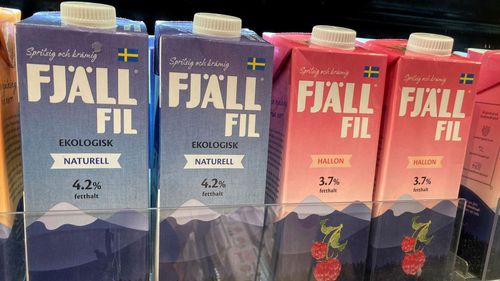 Spritsig och krämig
FJÄLL
FIL
EKOLOGISK
NATURELL
4.2%
fetthalt
Spritsig och krämig
FJÄLL
FIL
EKOLOGISK
NATURELL
4.2%
fetthalt
Spritsig och krämig
FJÄLL
FIL
HALLON
3.7%
fetthalt
Spritsig och krämig
FJÄLL
FIL
HALLON
3.7%
fetthalt